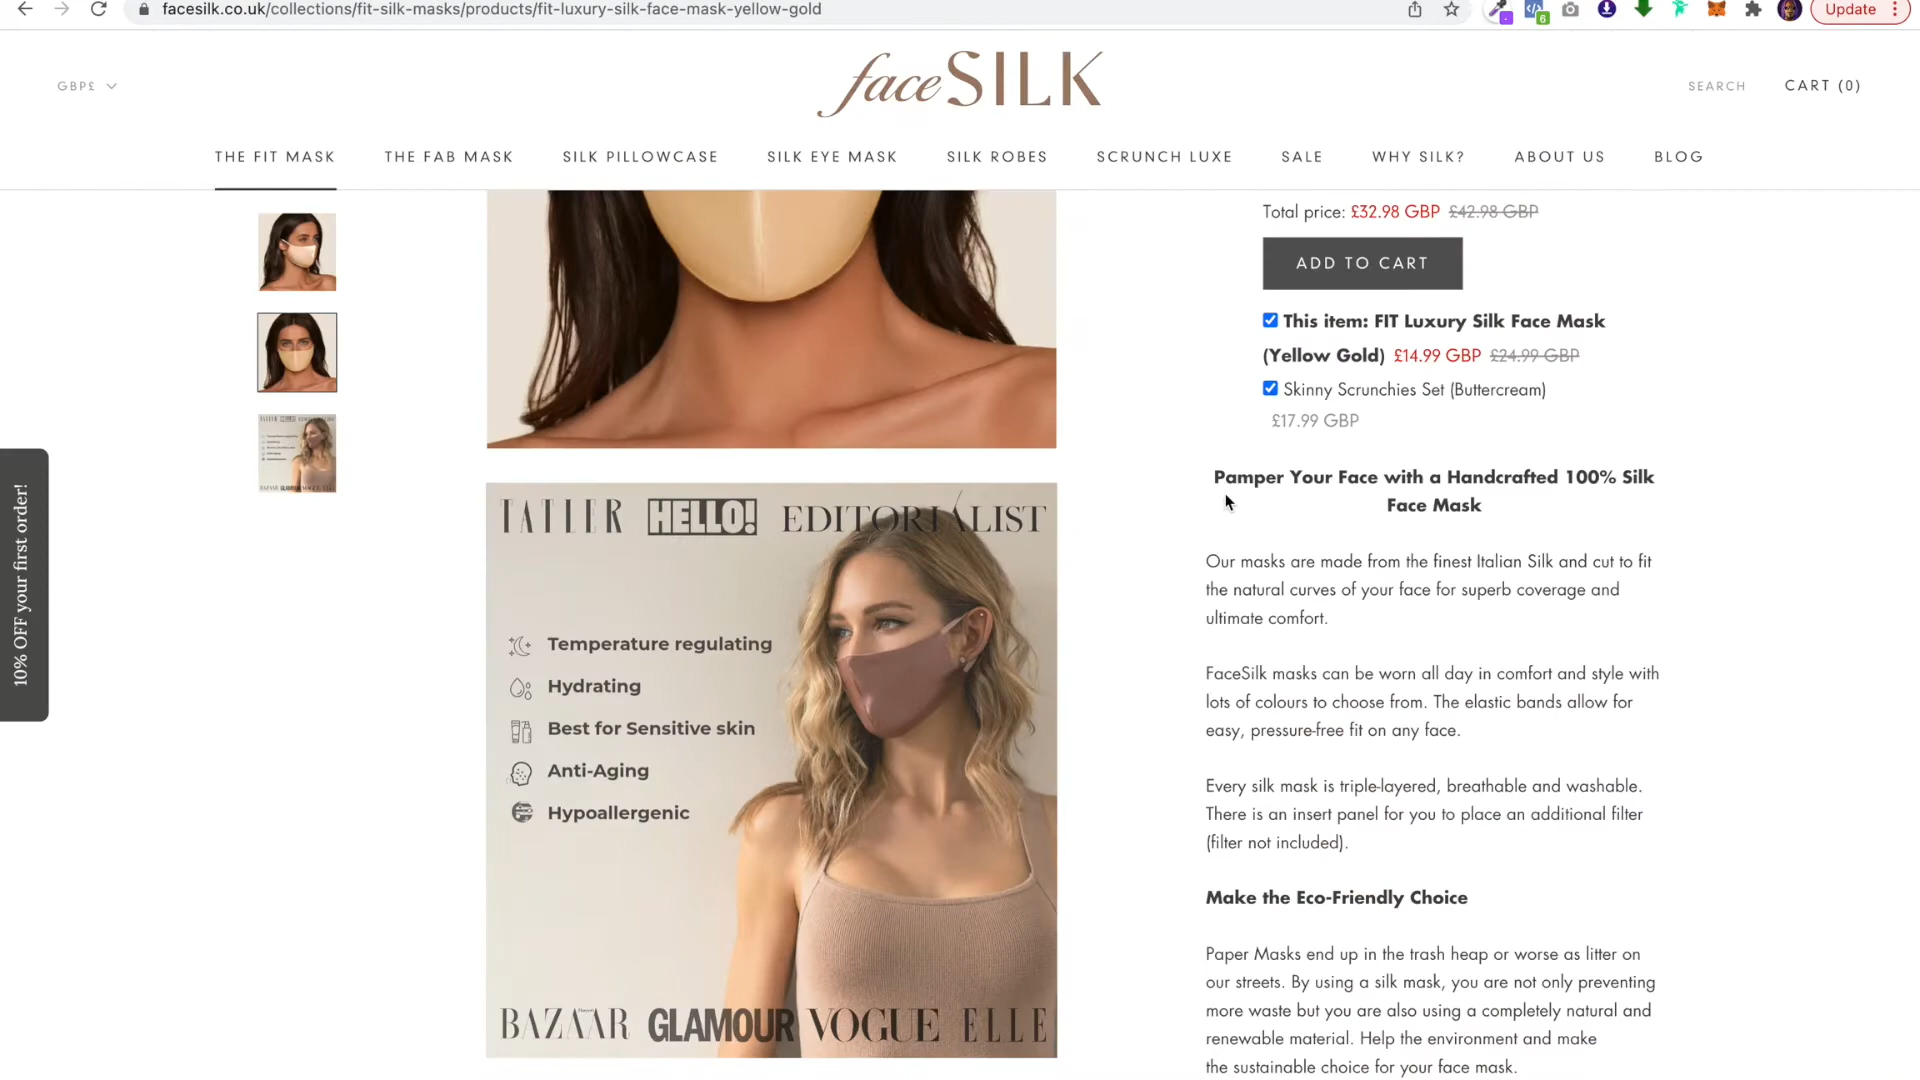 facesilk.co.uk/collections/fit-silk-masks/products/fit-luxury-silk-face-mask-yellow-gold
6
Update
GBP£
faceSILK
SEARCH
CART (0)
THE FIT MASK
THE FAB MASK
SILK PILLOWCASE
SILK EYE MASK
SILK ROBES
SCRUNCH LUXE
SALE
WHY SILK?
ABOUT US
BLOG
Total price: £32.98 GBP £42.98 GBP
ADD TO CART
This item: FIT Luxury Silk Face Mask
(Yellow Gold) £14.99 GBP £24.99 GBP
Skinny Scrunchies Set (Buttercream)
£17.99 GBP
10% OFF your first order!
Pamper Your Face with a Handcrafted 100% Silk
Face Mask
Our masks are made from the finest Italian Silk and cut to fit
the natural curves of your face for superb coverage and
ultimate comfort.
FaceSilk masks can be worn all day in comfort and style with
lots of colours to choose from. The elastic bands allow for
easy, pressure-free fit on any face.
Every silk mask is triple-layered, breathable and washable.
There is an insert panel for you to place an additional filter
(filter not included).
Make the Eco-Friendly Choice
Paper Masks end up in the trash heap or worse as litter on
our streets. By using a silk mask, you are not only preventing
more waste but you are also using a completely natural and
renewable material. Help the environment and make
the sustainable choice for your face mask.
TATLER HELLO! EDITORIALIST
Temperature regulating
Hydrating
Best for Sensitive skin
Anti-Aging
Hypoallergenic
BAZAAR GLAMOUR VOGUE ELLE